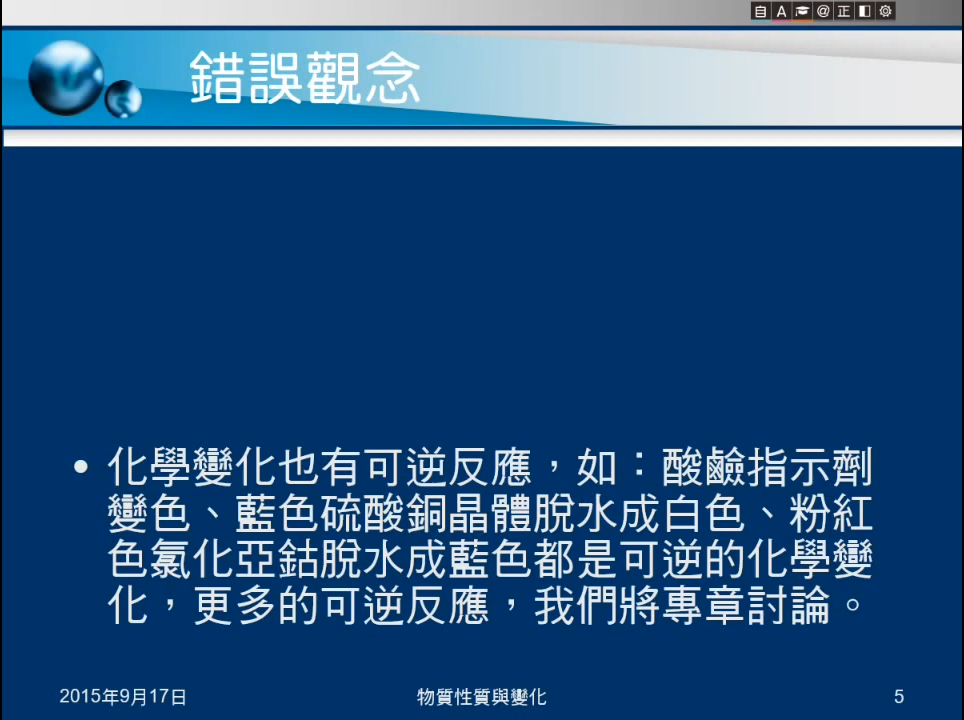 自 A @ 正
錯誤觀念
• 化學變化也有可逆反應，如：酸鹼指示劑
變色、藍色硫酸銅晶體脫水成白色、粉紅
色氯化亞鈷脫水成藍色都是可逆的化學變
化，更多的可逆反應，我們將專章討論。
2015年9月17日 物質性質與變化 5